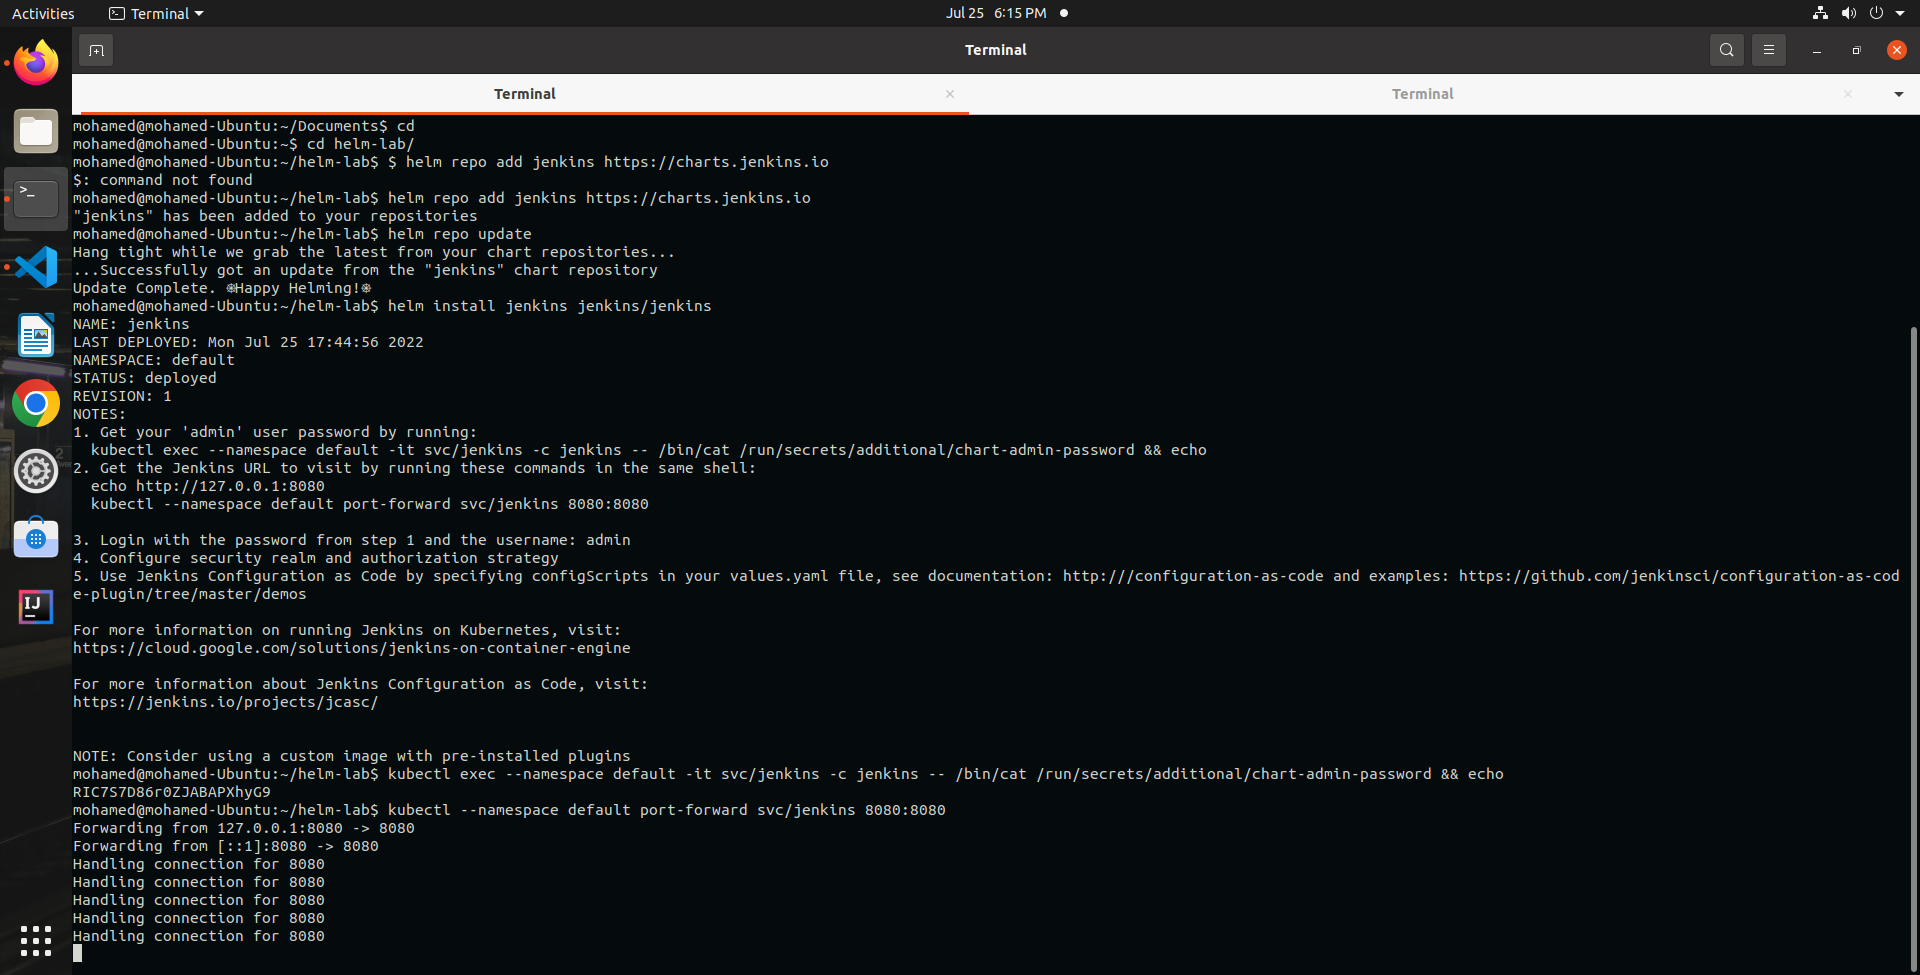 Activities
Terminal
Jul 25 6:15 PM
Terminal
Terminal
Terminal
mohamed@mohamed-Ubuntu:~/Documents$ cd
mohamed@mohamed-Ubuntu:~$ cd helm-lab/
mohamed@mohamed-Ubuntu:~/helm-lab$ $ helm repo add jenkins https://charts.jenkins.io
$: command not found
mohamed@mohamed-Ubuntu:~/helm-lab$ helm repo add jenkins https://charts.jenkins.io
"jenkins" has been added to your repositories
mohamed@mohamed-Ubuntu:~/helm-lab$ helm repo update
Hang tight while we grab the latest from your chart repositories...
...Successfully got an update from the "jenkins" chart repository
Update Complete. ⎈Happy Helming!⎈
mohamed@mohamed-Ubuntu:~/helm-lab$ helm install jenkins jenkins/jenkins
NAME: jenkins
LAST DEPLOYED: Mon Jul 25 17:44:56 2022
NAMESPACE: default
STATUS: deployed
REVISION: 1
NOTES:
1. Get your 'admin' user password by running:
  kubectl exec --namespace default -it svc/jenkins -c jenkins -- /bin/cat /run/secrets/additional/chart-admin-password && echo
2. Get the Jenkins URL to visit by running these commands in the same shell:
  echo http://127.0.0.1:8080
  kubectl --namespace default port-forward svc/jenkins 8080:8080
3. Login with the password from step 1 and the username: admin
4. Configure security realm and authorization strategy
5. Use Jenkins Configuration as Code by specifying configScripts in your values.yaml file, see documentation: http:///configuration-as-code and examples: https://github.com/jenkinsci/configuration-as-cod
e-plugin/tree/master/demos
For more information on running Jenkins on Kubernetes, visit:
https://cloud.google.com/solutions/jenkins-on-container-engine
For more information about Jenkins Configuration as Code, visit:
https://jenkins.io/projects/jcasc/
NOTE: Consider using a custom image with pre-installed plugins
mohamed@mohamed-Ubuntu:~/helm-lab$ kubectl exec --namespace default -it svc/jenkins -c jenkins -- /bin/cat /run/secrets/additional/chart-admin-password && echo
RIC7S7D86r0ZJABAPXhyG9
mohamed@mohamed-Ubuntu:~/helm-lab$ kubectl --namespace default port-forward svc/jenkins 8080:8080
Forwarding from 127.0.0.1:8080 -> 8080
Forwarding from [::1]:8080 -> 8080
Handling connection for 8080
Handling connection for 8080
Handling connection for 8080
Handling connection for 8080
Handling connection for 8080